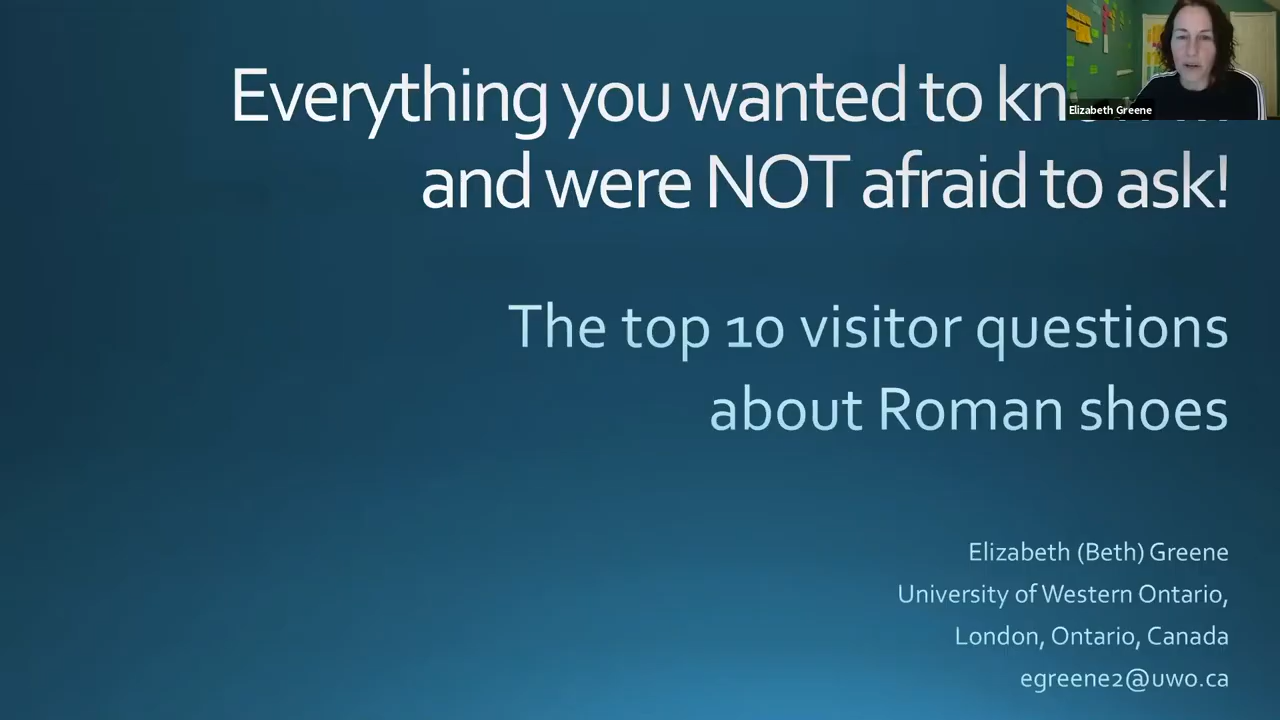 Everything you wanted to
and were NOT afraid to ask!
Elizabeth Greene
The top 10 visitor questions
about Roman shoes
Elizabeth (Beth) Greene
University of Western Ontario,
London, Ontario, Canada
egreene2@uwo.ca